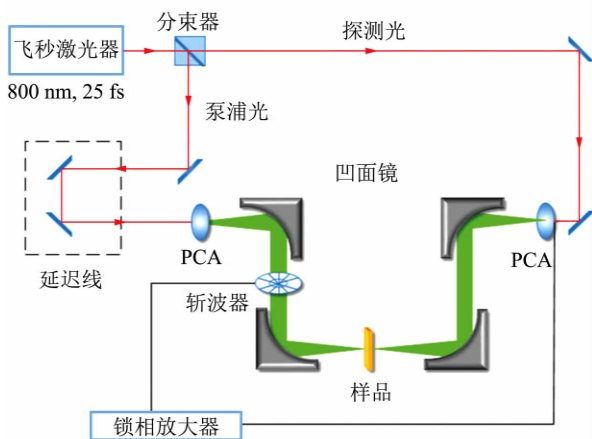 分束器
探测光
飞秒激光器
800 nm, 25 fs
泵浦光
凹面镜
PCA
PCA
延迟线
斩波器
样品
锁相放大器